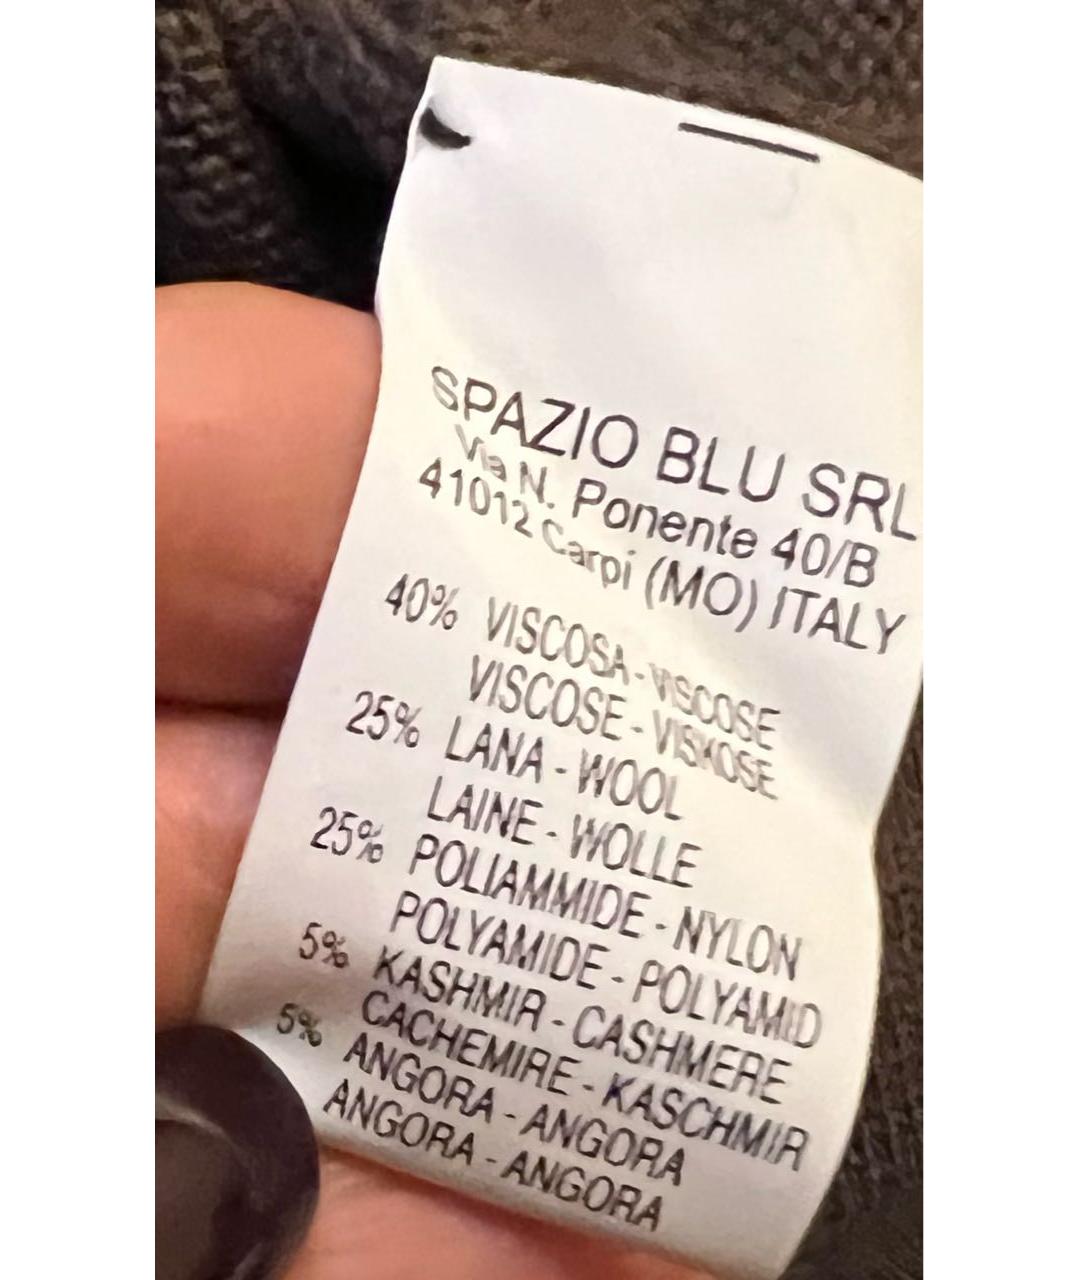 SPAZIO BLU SRL
Via N. Ponente 40/B
41012 Carpi (MO) ITALY
40% VISCOSA - VISCOSE
VISCOSE - VISKOSE
25% LANA - WOOL
LAINE - WOLLE
25% POLIAMMIDE - NYLON
POLYAMIDE - POLYAMID
5% KASHMIR - CASHMERE
CACHEMIRE - KASCHMIR
5% ANGORA - ANGORA
ANGORA - ANGORA